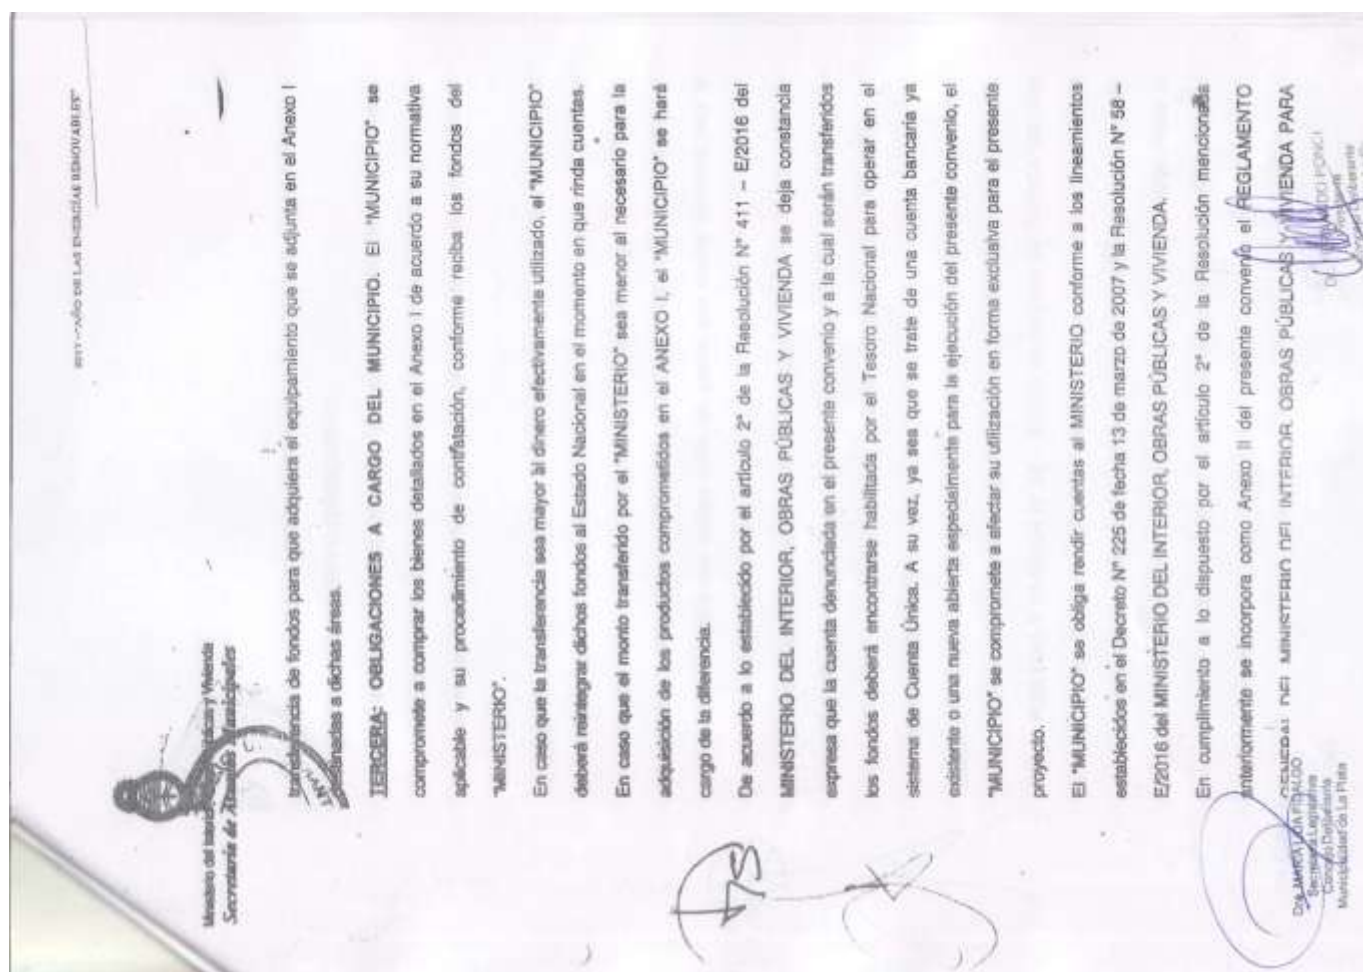 "2017 - AÑO DE LAS ENERGÍAS RENOVABLES"
Ministerio del Interior, Obras Públicas y Vivienda
Secretaría de Asuntos Municipales
transferencia de fondos para que adquiera el equipamiento que se adjunta en el Anexo I
destinadas a dichas áreas.
TERCERA: OBLIGACIONES A CARGO DEL MUNICIPIO. El "MUNICIPIO" se
compromete a comprar los bienes detallados en el Anexo I de acuerdo a su normativa
aplicable y su procedimiento de contratación, conforme reciba los fondos del
"MINISTERIO".
En caso que la transferencia sea mayor al dinero efectivamente utilizado, el "MUNICIPIO"
deberá reintegrar dichos fondos al Estado Nacional en el momento en que rinda cuentas.
En caso que el monto transferido por el "MINISTERIO" sea menor al necesario para la
adquisición de los productos comprometidos en el ANEXO I, el "MUNICIPIO" se hará
cargo de la diferencia.
De acuerdo a lo establecido por el artículo 2° de la Resolución N° 411 – E/2016 del
MINISTERIO DEL INTERIOR, OBRAS PÚBLICAS Y VIVIENDA se deja constancia
expresa que la cuenta denunciada en el presente convenio y a la cual serán transferidos
los fondos deberá encontrarse habilitada por el Tesoro Nacional para operar en el
sistema de Cuenta Única. A su vez, ya sea que se trate de una cuenta bancaria ya
existente o una nueva abierta especialmente para la ejecución del presente convenio, el
"MUNICIPIO" se compromete a efectar su utilización en forma exclusiva para el presente
proyecto.
El "MUNICIPIO" se obliga rendir cuentas al MINISTERIO conforme a los lineamientos
establecidos en el Decreto N° 225 de fecha 13 de marzo de 2007 y la Resolución N° 58 –
E/2016 del MINISTERIO DEL INTERIOR, OBRAS PÚBLICAS Y VIVIENDA.
En cumplimiento a lo dispuesto por el artículo 2° de la Resolución mencionada
anteriormente se incorpora como Anexo II del presente convenio el REGLAMENTO
GENERAL DEL MINISTERIO DEL INTERIOR, OBRAS PÚBLICAS Y VIVIENDA PARA
Dra. MARÍA FIDALGO
Secretaria Legislativa
Concejo Deliberante
Municipalidad de La Plata